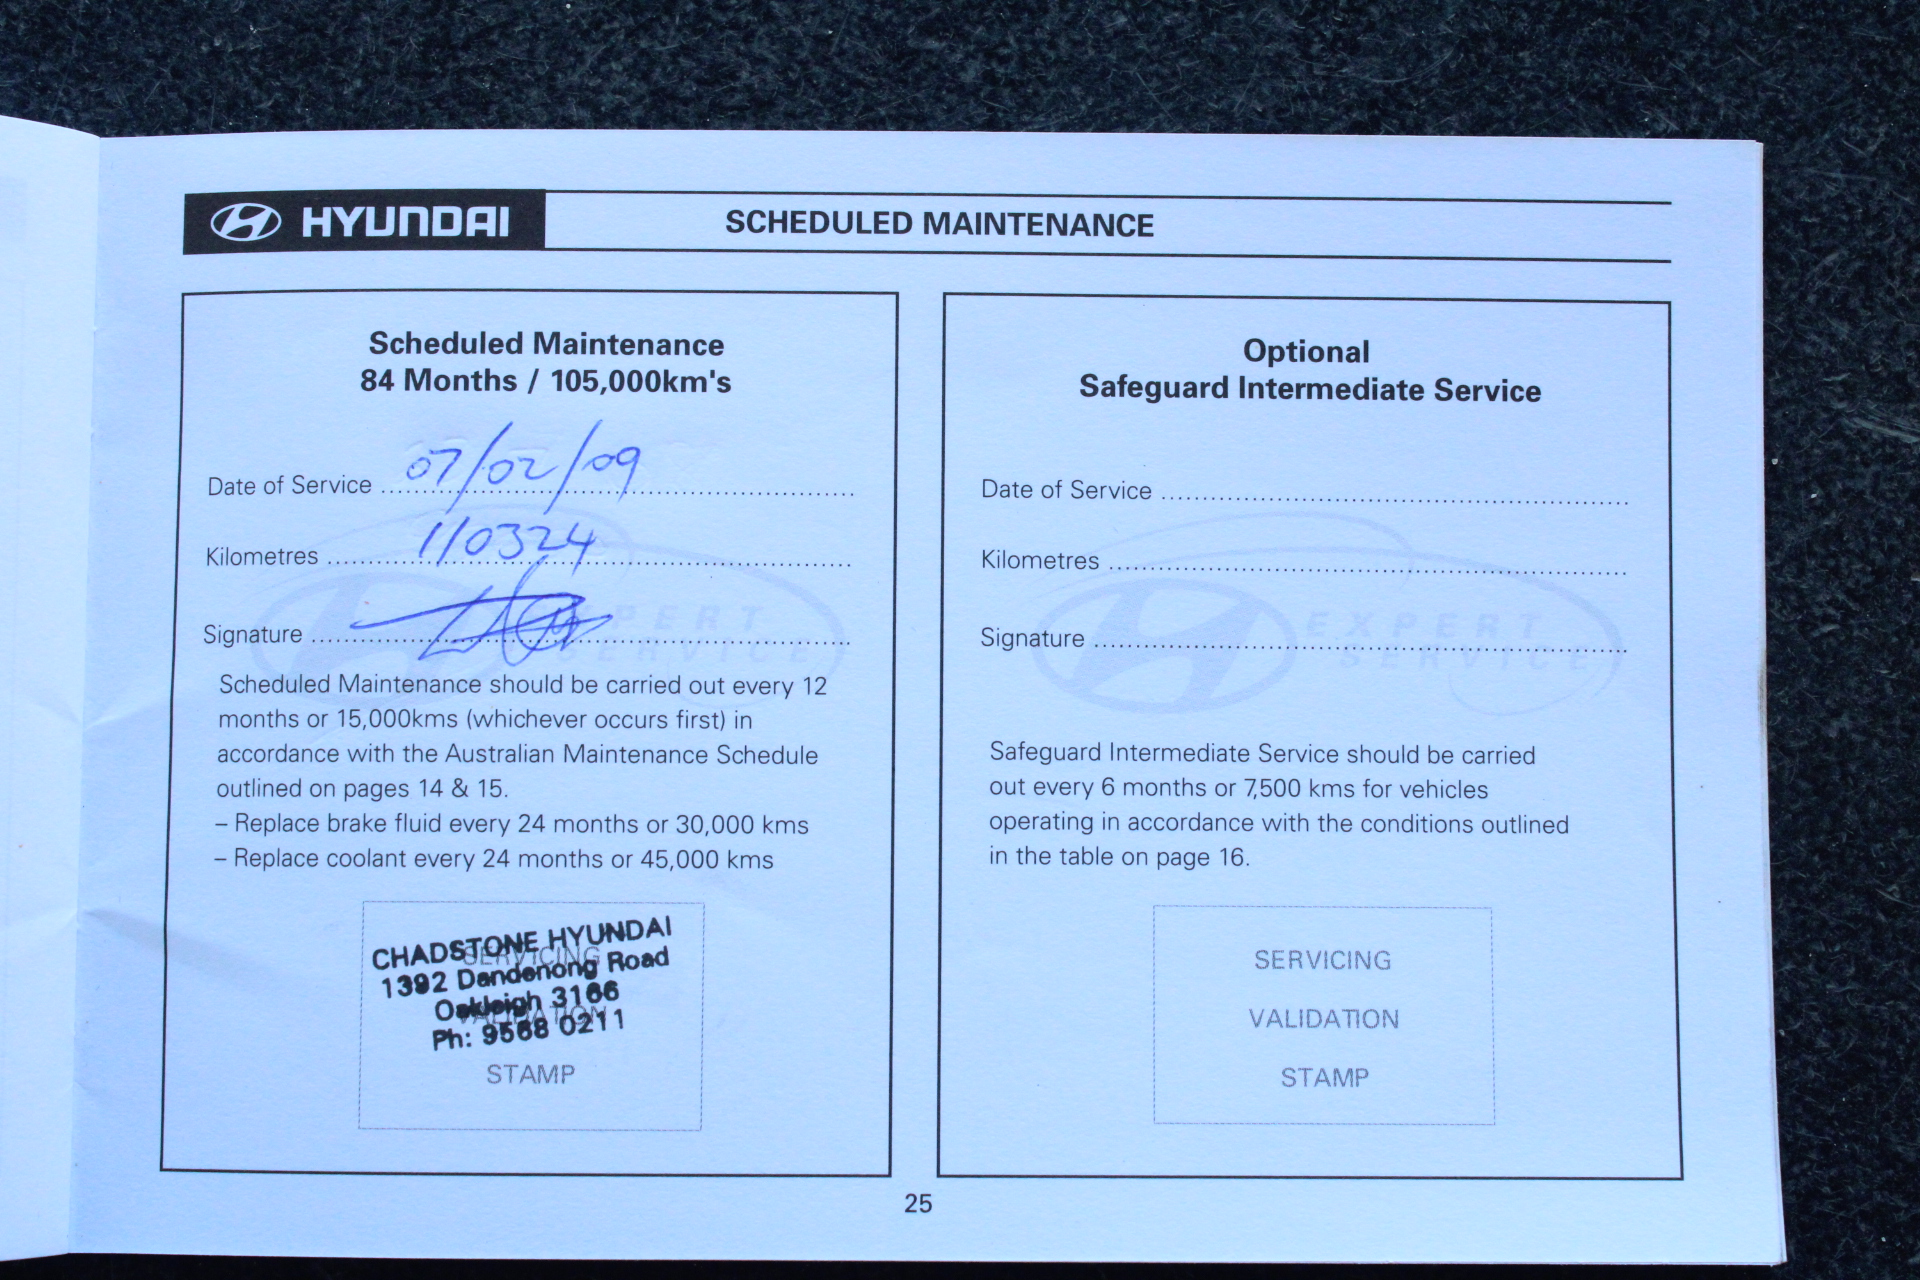 HYUNDAI
SCHEDULED MAINTENANCE
Scheduled Maintenance
84 Months / 105,000km's
Date of Service 07/02/09
Kilometres 110324
Signature
EXPERT
SERVICE
Scheduled Maintenance should be carried out every 12
months or 15,000kms (whichever occurs first) in
accordance with the Australian Maintenance Schedule
outlined on pages 14 & 15.
– Replace brake fluid every 24 months or 30,000 kms
– Replace coolant every 24 months or 45,000 kms
CHADSTONE HYUNDAI
SERVICING
1392 Dandenong Road
Oakleigh 3166
VALIDATION
Ph: 9568 0211
STAMP
Optional
Safeguard Intermediate Service
Date of Service
Kilometres
Signature
EXPERT
SERVICE
Safeguard Intermediate Service should be carried
out every 6 months or 7,500 kms for vehicles
operating in accordance with the conditions outlined
in the table on page 16.
SERVICING
VALIDATION
STAMP
25